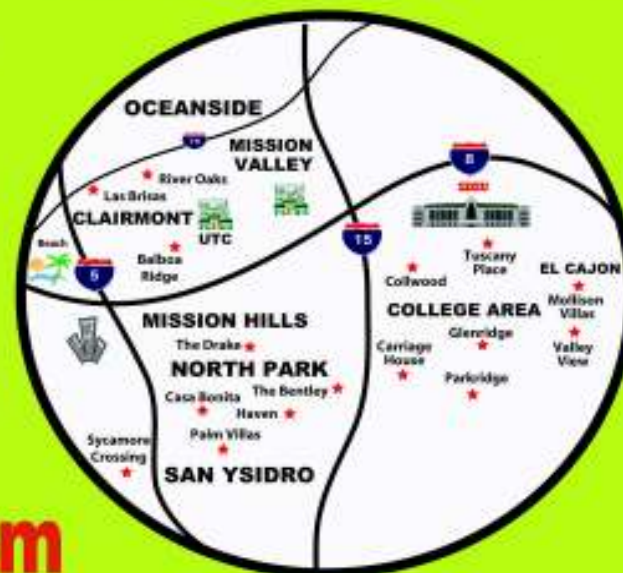 OCEANSIDE
MISSION
VALLEY
River Oaks
Las Brisas
CLAIRMONT
UTC
Beach
Balboa
Ridge
5
8
15
Tuscany
Place
Collwood
EL CAJON
Mollison
Villas
COLLEGE AREA
Glenridge
Carriage
House
Valley
View
Parkridge
MISSION HILLS
The Drake
NORTH PARK
Casa Bonita
The Bentley
Haven
Palm Villas
Sycamore
Crossing
SAN YSIDRO
m